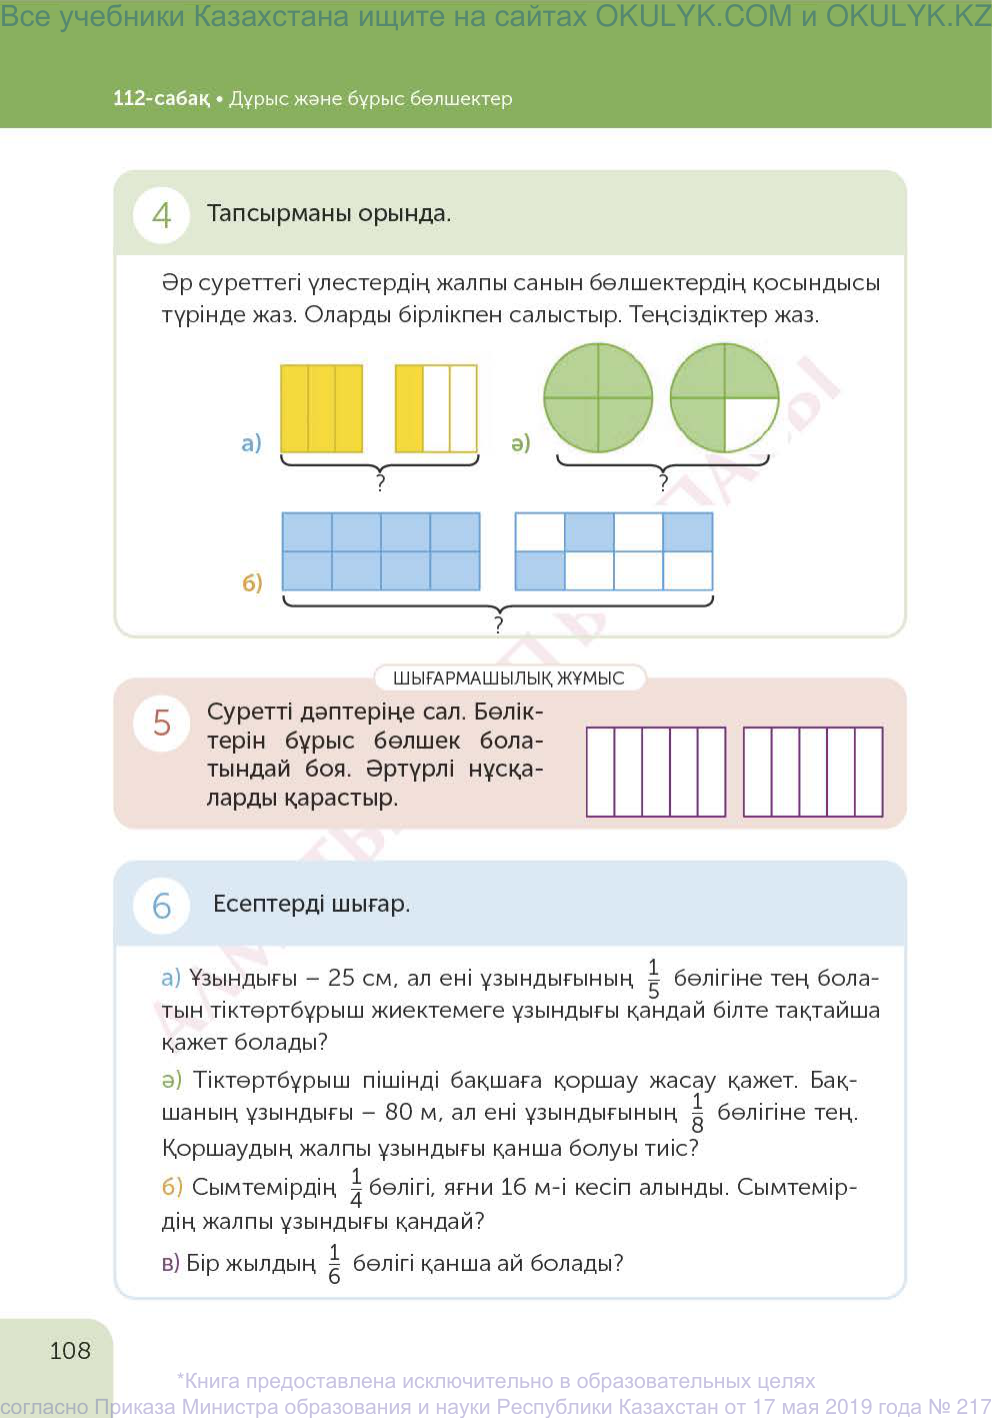 Все учебники Казахстана ищите на сайтах OKULYK.COM и OKULYK.KZ
112-сабақ • Дұрыс және бұрыс бөлшектер
4 Тапсырманы орында.
Әр суреттегі үлестердің жалпы санын бөлшектердің қосындысы
түрінде жаз. Оларды бірлікпен салыстыр. Теңсіздіктер жаз.
а) ә)
? ?
б)
?
ШЫҒАРМАШЫЛЫҚ ЖҰМЫС
5 Суретті дәптеріңе сал. Бөлік-
терін бұрыс бөлшек бола-
тындай боя. Әртүрлі нұсқа-
ларды қарастыр.
6 Есептерді шығар.
а) Ұзындығы – 25 см, ал ені ұзындығының 1/5 бөлігіне тең бола-
тын тіктөртбұрыш жиектемеге ұзындығы қандай білте тақтайша
қажет болады?
ә) Тіктөртбұрыш пішінді бақшаға қоршау жасау қажет. Бақ-
шаның ұзындығы – 80 м, ал ені ұзындығының 1/8 бөлігіне тең.
Қоршаудың жалпы ұзындығы қанша болуы тиіс?
б) Сымтемірдің 1/4 бөлігі, яғни 16 м-і кесіп алынды. Сымтемір-
дің жалпы ұзындығы қандай?
в) Бір жылдың 1/6 бөлігі қанша ай болады?
108
*Книга предоставлена исключительно в образовательных целях
согласно Приказа Министра образования и науки Республики Казахстан от 17 мая 2019 года № 217